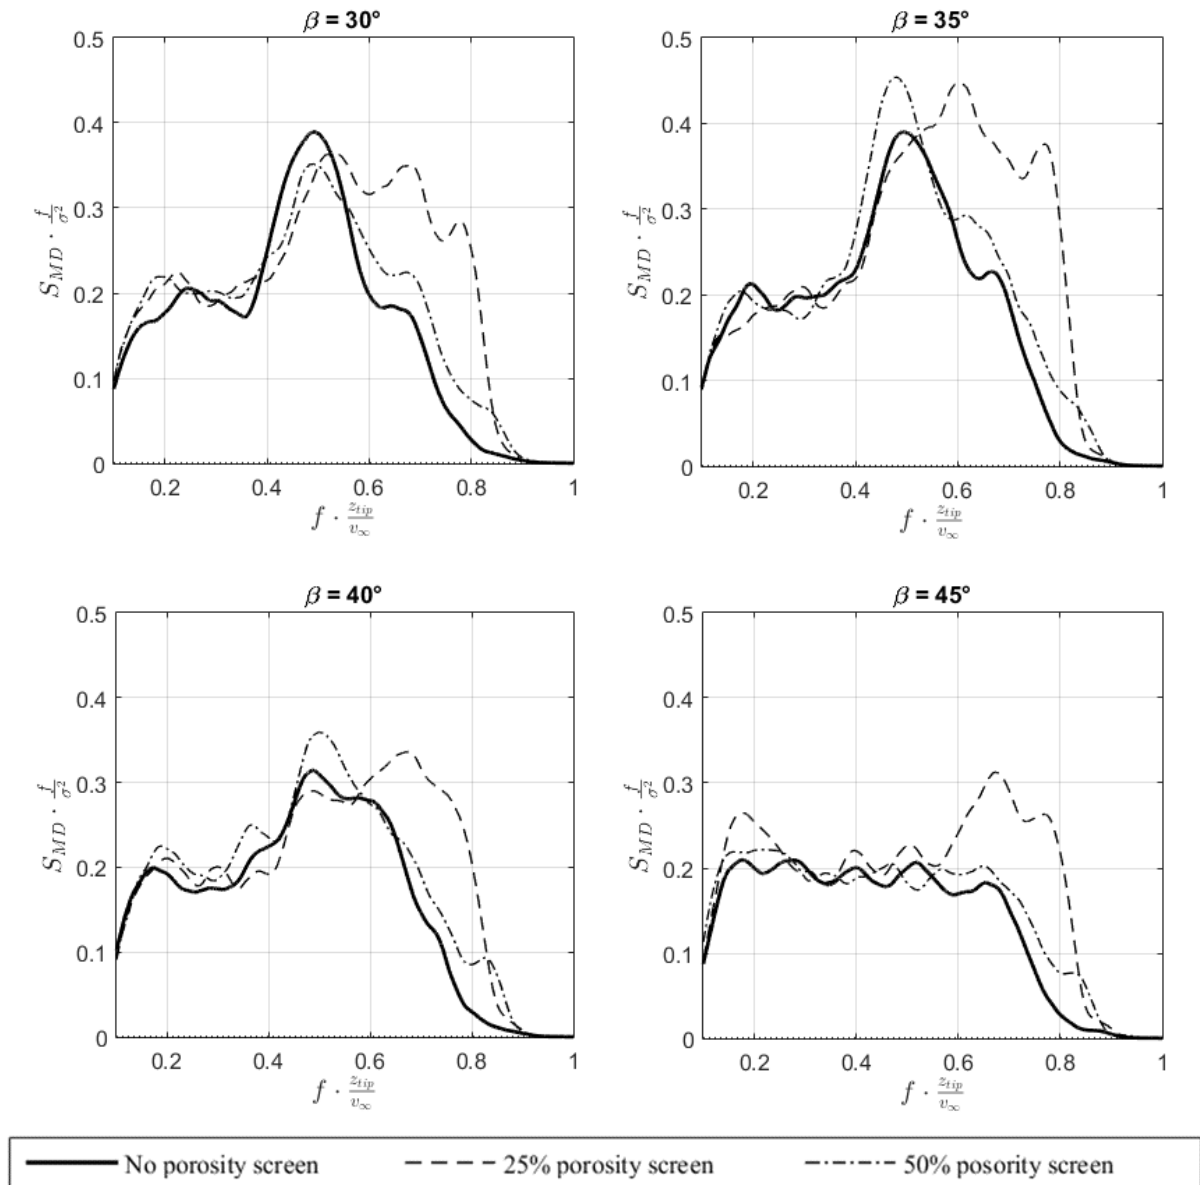 β = 30°
0.5
0.4
0.3
0.2
0.1
0
S_MD · f/σ²
0.2 0.4 0.6 0.8 1
f · z_tip/v_∞
β = 35°
0.5
0.4
0.3
0.2
0.1
0
S_MD · f/σ²
0.2 0.4 0.6 0.8 1
f · z_tip/v_∞
β = 40°
0.5
0.4
0.3
0.2
0.1
0
S_MD · f/σ²
0.2 0.4 0.6 0.8 1
f · z_tip/v_∞
β = 45°
0.5
0.4
0.3
0.2
0.1
0
S_MD · f/σ²
0.2 0.4 0.6 0.8 1
f · z_tip/v_∞
No porosity screen 25% porosity screen 50% posority screen